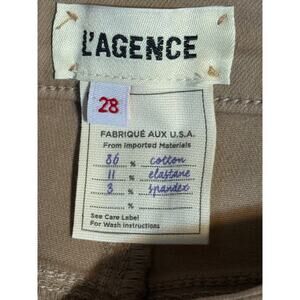 L'AGENCE
28
FABRIQUÉ AUX U.S.A.
From Imported Materials
86 % cotton
11 % elastane
3 % spandex
%
See Care Label
For Wash Instructions